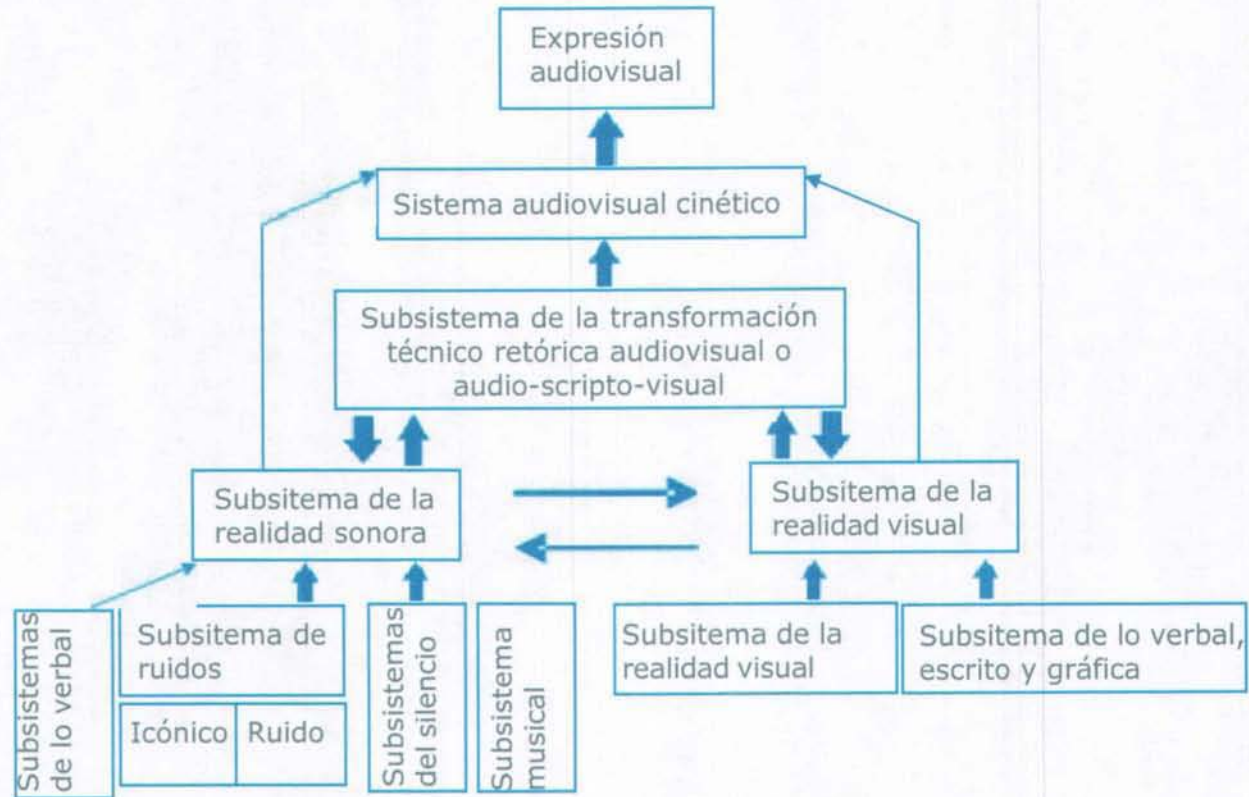 Expresión
audiovisual
Sistema audiovisual cinético
Subsistema de la transformación
técnico retórica audiovisual o
audio-scripto-visual
Subsitema de la
realidad sonora
Subsitema de la
realidad visual
Subsistemas
de lo verbal
Subsitema de
ruidos
Icónico
Ruido
Subsistemas
del silencio
Subsistema
musical
Subsitema de la
realidad visual
Subsitema de lo verbal,
escrito y gráfica